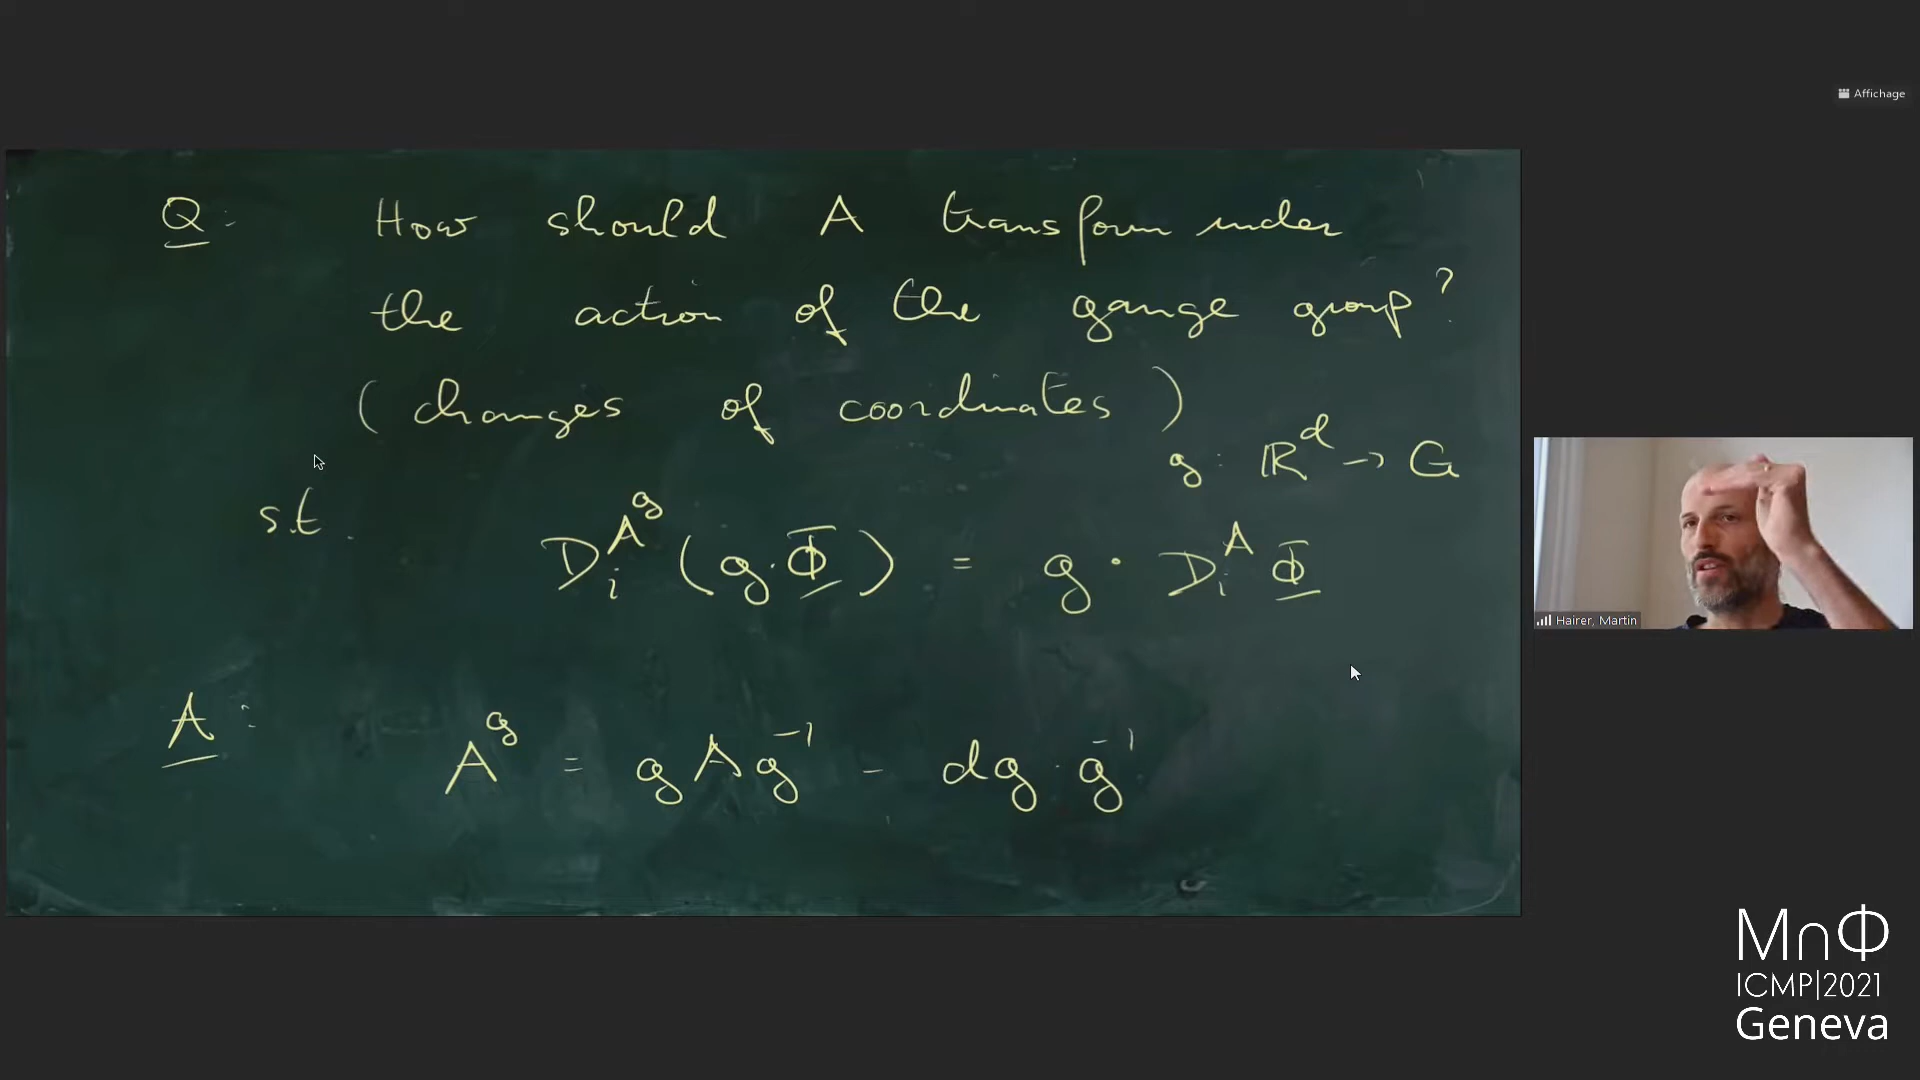 Affichage
Q: How should A transform under
the action of the gauge group?
(changes of coordinates)
g: ℝᵈ → G
s.t. D_i^{A^g} (g·Φ) = g · D_i^A Φ
A: A^g = gAg⁻¹ - dg·g⁻¹
Hairer, Martin
M∩Φ
ICMP|2021
Geneva